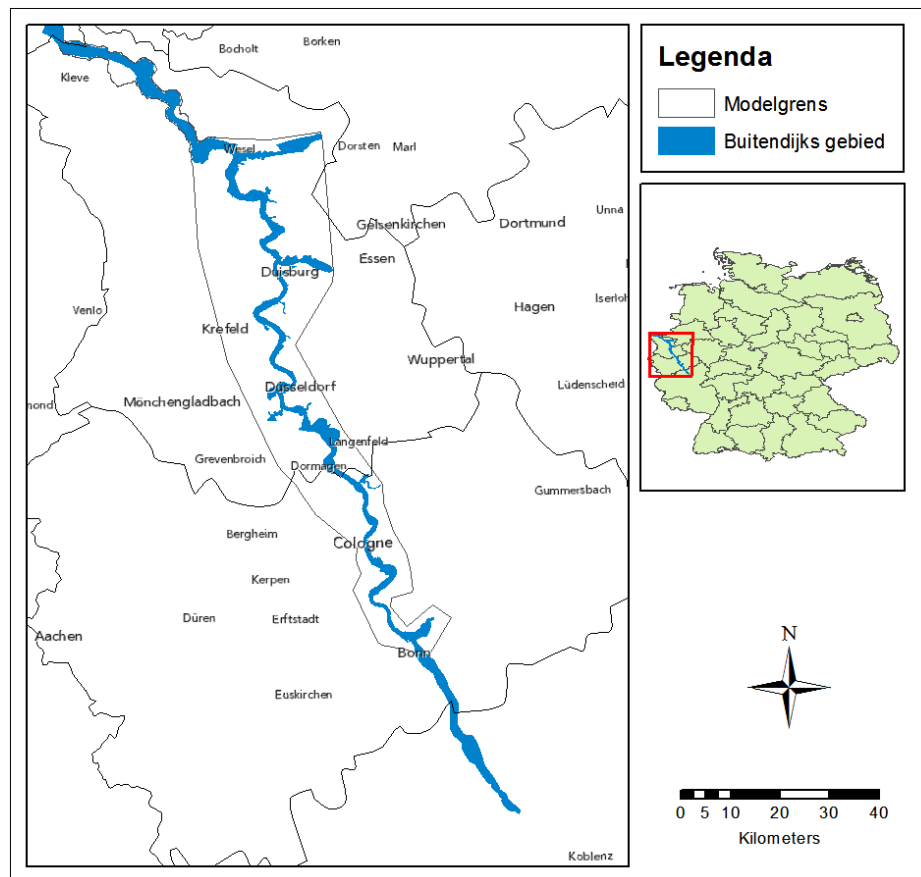 Borken
Bocholt
Kleve
Wesel
Dorsten
Marl
Unna
Gelsenkirchen
Dortmund
Essen
Duisburg
Iserloh
Hagen
Venlo
Krefeld
Wuppertal
Düsseldorf
Lüdenscheid
Mönchengladbach
mond
Langenfeld
Grevenbroich
Dormagen
Gummersbach
Bergheim
Cologne
Kerpen
Düren
Erftstadt
Aachen
Bonn
Euskirchen
Koblenz
Legenda
Modelgrens
Buitendijks gebied
N
0 5 10 20 30 40
Kilometers